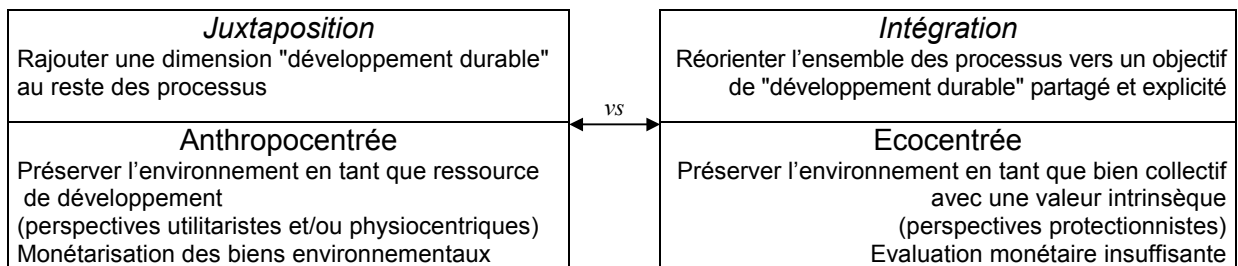 Juxtaposition
Rajouter une dimension "développement durable"
au reste des processus
Anthropocentrée
Préserver l'environnement en tant que ressource
de développement
(perspectives utilitaristes et/ou physiocentriques)
Monétarisation des biens environnementaux
vs
Intégration
Réorienter l'ensemble des processus vers un objectif
de "développement durable" partagé et explicité
Ecocentrée
Préserver l'environnement en tant que bien collectif
avec une valeur intrinsèque
(perspectives protectionnistes)
Evaluation monétaire insuffisante